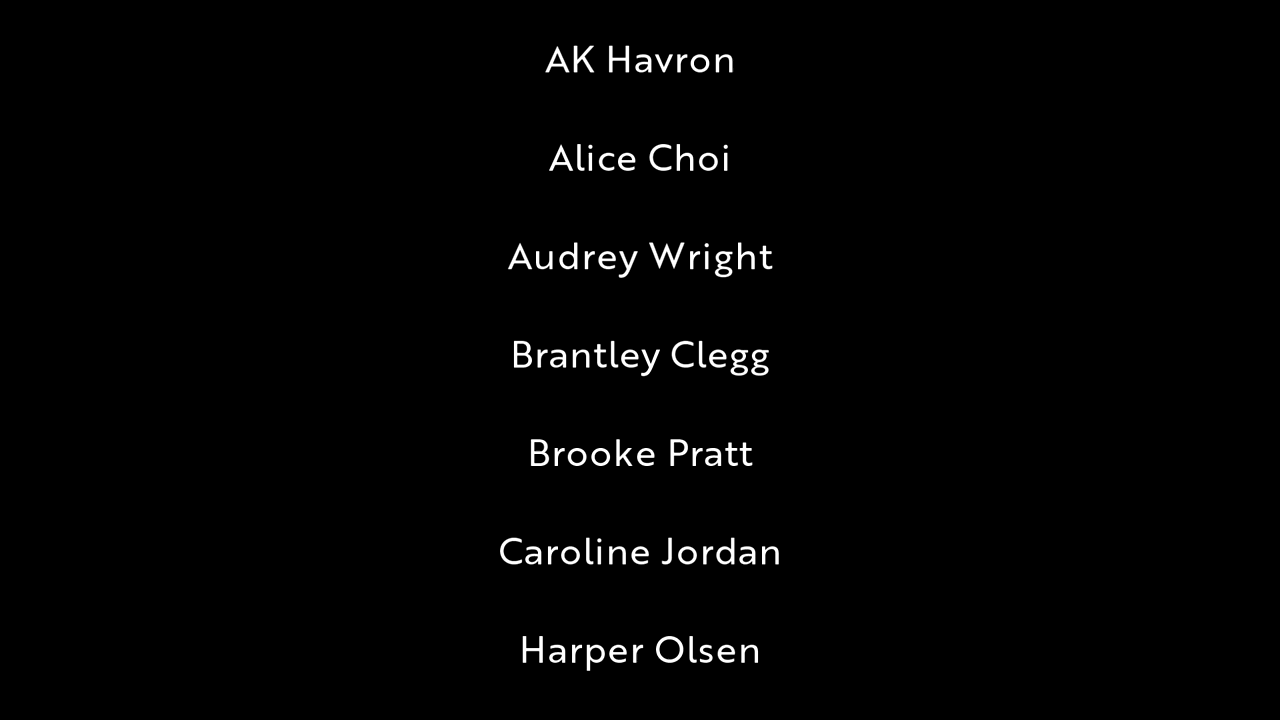 AK Havron
Alice Choi
Audrey Wright
Brantley Clegg
Brooke Pratt
Caroline Jordan
Harper Olsen